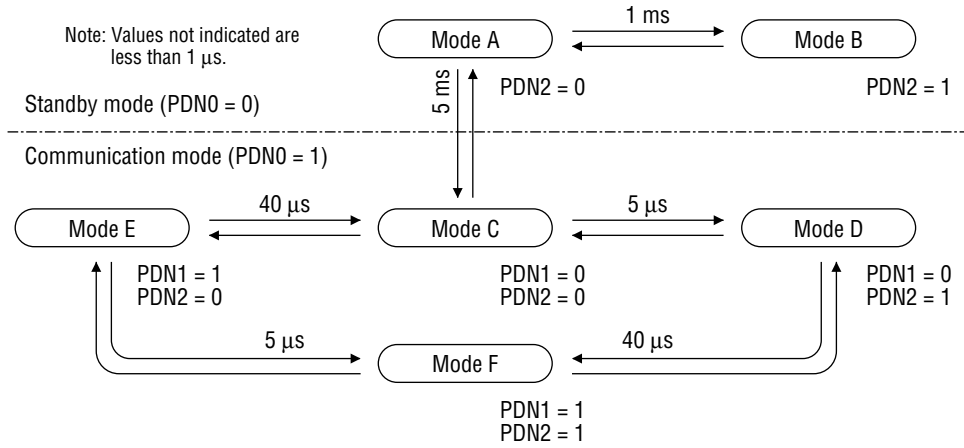 Note: Values not indicated are
less than 1 μs.
Mode A
1 ms
Mode B
5 ms
PDN2 = 0
PDN2 = 1
Standby mode (PDN0 = 0)
Communication mode (PDN0 = 1)
Mode E
40 μs
Mode C
5 μs
Mode D
PDN1 = 1
PDN2 = 0
PDN1 = 0
PDN2 = 0
PDN1 = 0
PDN2 = 1
5 μs
Mode F
40 μs
PDN1 = 1
PDN2 = 1